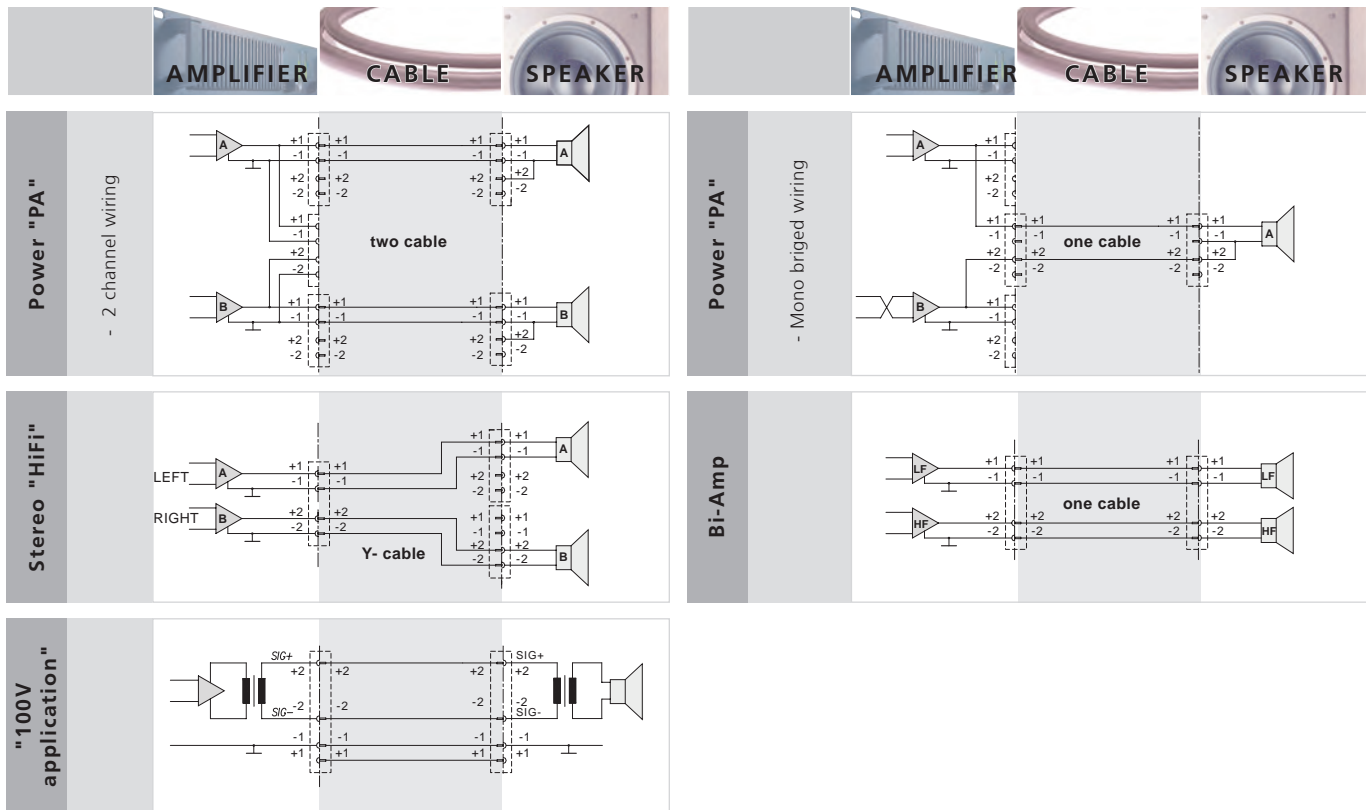 AMPLIFIER CABLE SPEAKER
Power "PA"
- 2 channel wiring
A +1 +1 +1 +1 A
-1 -1 -1 -1
+2 +2 +2 +2
-2 -2 -2 -2
+1
-1
two cable
+2
-2
B +1 +1 +1 +1 B
-1 -1 -1 -1
+2 +2 +2 +2
-2 -2 -2 -2
Stereo "HiFi"
LEFT A +1 +1 +1 +1 A
-1 -1 -1 -1
+2 +2
-2 -2
RIGHT B +2 +2 +1 +1
-2 -2 -1 -1
Y- cable +2 +2 B
-2 -2
"100V
application"
SIG+ SIG+
+2 +2 +2 +2
-2 -2 -2 -2
SIG- SIG-
-1 -1 -1 -1
+1 +1 +1 +1
AMPLIFIER CABLE SPEAKER
Power "PA"
- Mono briged wiring
A +1
-1
+2
-2
+1 +1 +1 +1
-1 -1 one cable -1 -1 A
+2 +2 +2 +2
-2 -2 -2 -2
B +1
-1
+2
-2
Bi-Amp
LF +1 +1 +1 +1 LF
-1 -1 -1 -1
one cable
HF +2 +2 +2 +2 HF
-2 -2 -2 -2